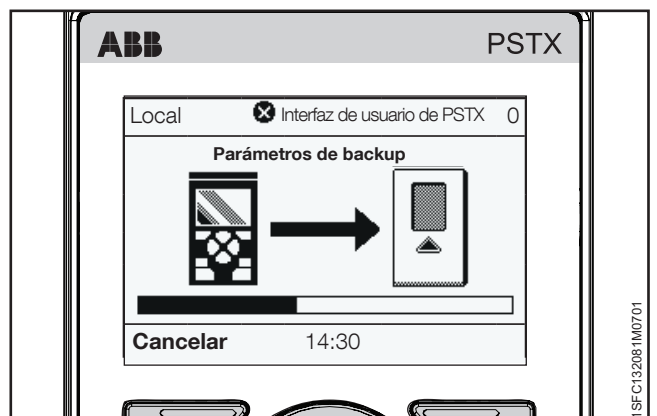 ABB PSTX
Local Interfaz de usuario de PSTX 0
Parámetros de backup
Cancelar 14:30
1SFC132081M0701